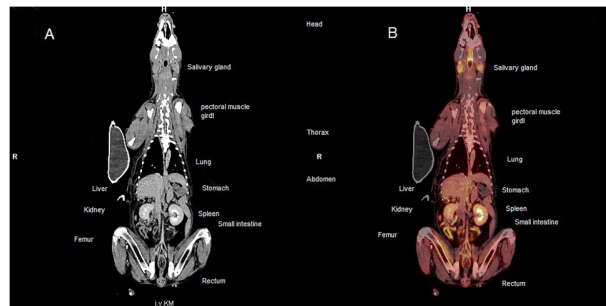 H
A
Head
Salivary gland
pectoral muscle
girdl
Thorax
R
Lung
Abdomen
Liver
Stomach
Kidney
Spleen
Small intestine
Femur
Rectum
i.v KM
H
B
Salivary gland
pectoral muscle
girdl
R
Lung
Liver
Stomach
Kidney
Spleen
Small intestine
Femur
Rectum